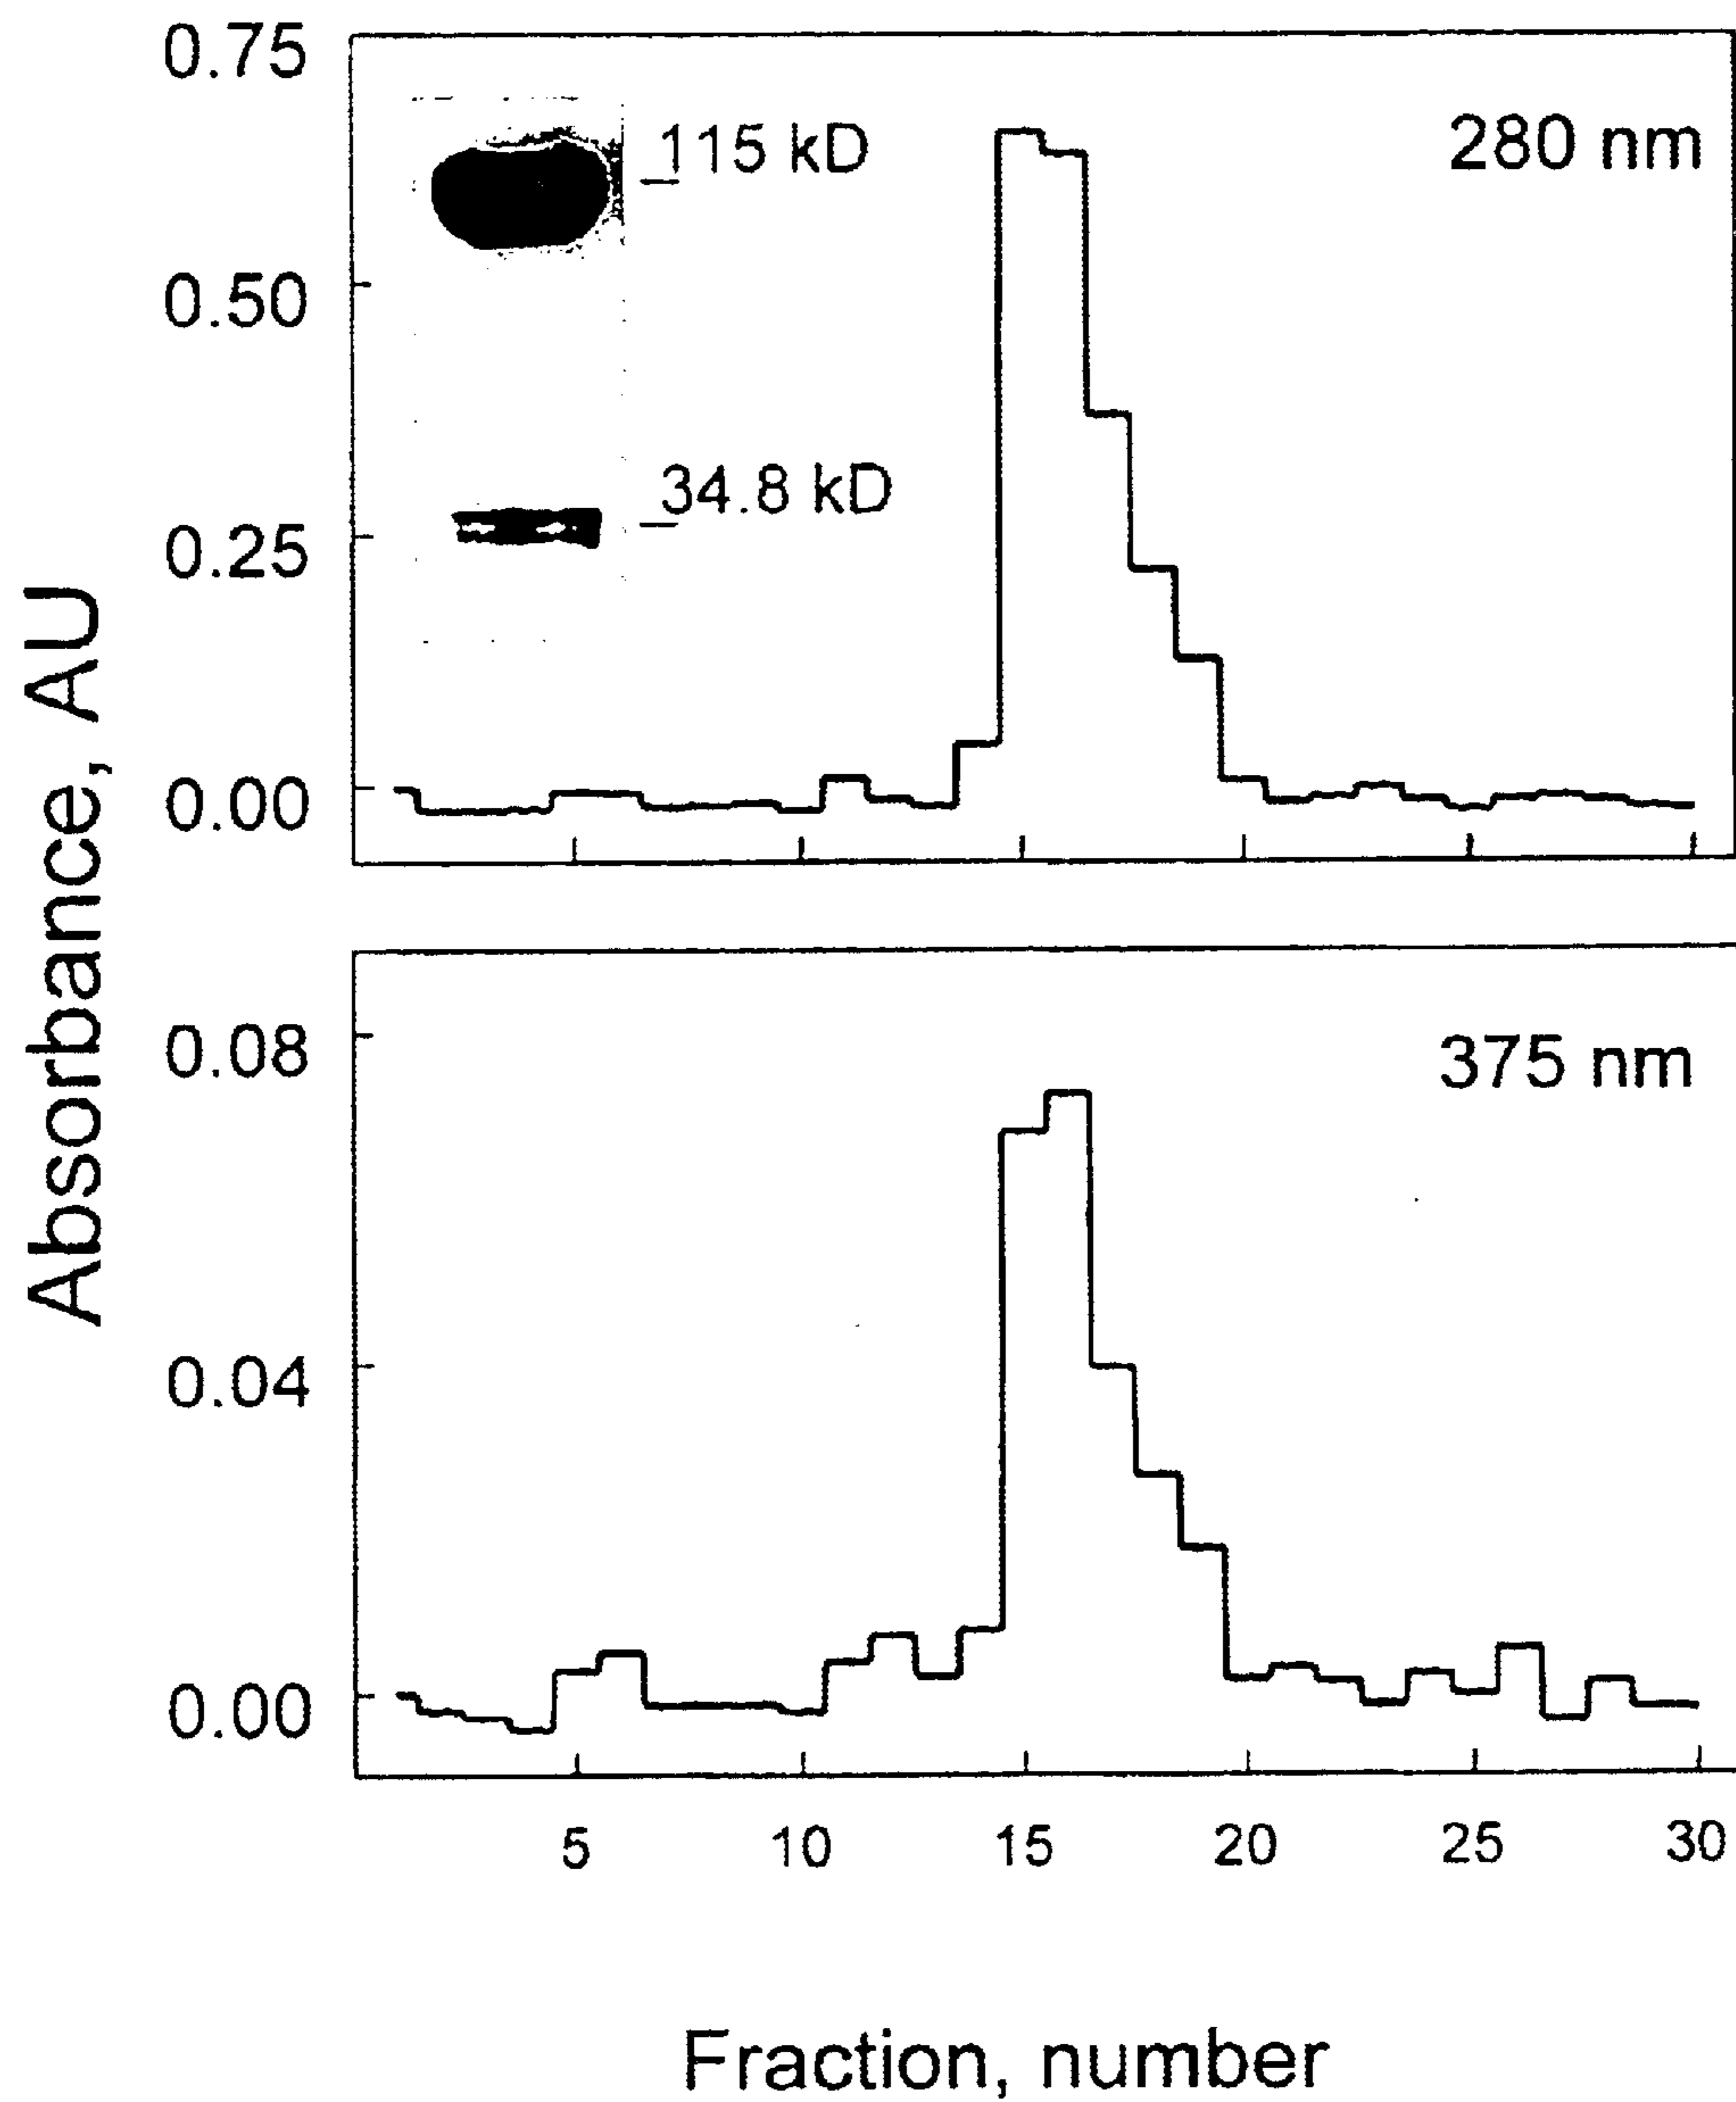 0.75
280 nm
115 kD
0.50
34.8 kD
0.25
0.00
Absorbance, AU
375 nm
0.08
0.04
0.00
5 10 15 20 25 30
Fraction, number